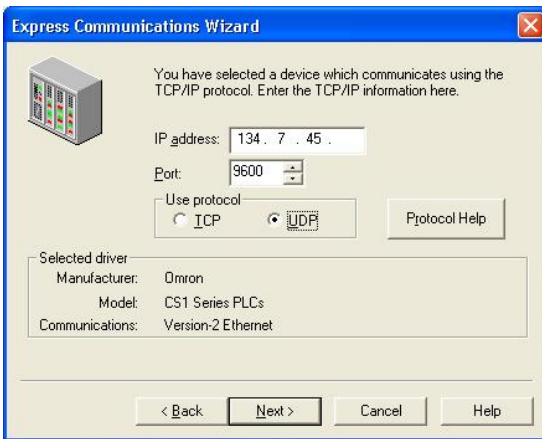 Express Communications Wizard
You have selected a device which communicates using the
TCP/IP protocol. Enter the TCP/IP information here.
IP address: 134 . 7 . 45 .
Port: 9600
Use protocol
TCP UDP
Protocol Help
Selected driver
Manufacturer: Omron
Model: CS1 Series PLCs
Communications: Version-2 Ethernet
< Back Next > Cancel Help